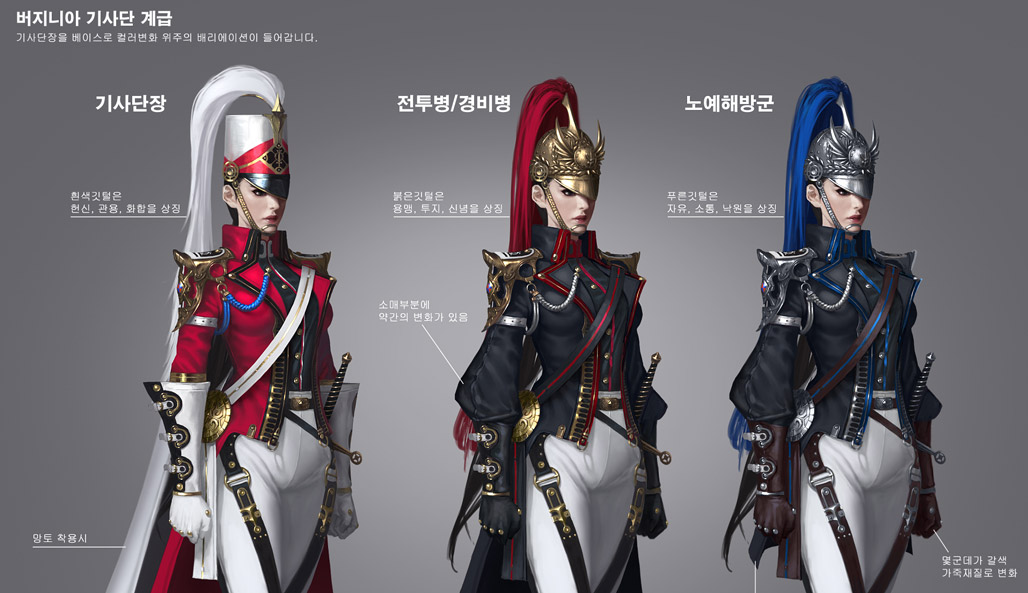 버지니아 기사단 계급
기사단장을 베이스로 컬러변화 위주의 배리에이션이 들어갑니다.
기사단장
전투병/경비병
노예해방군
흰색깃털은
헌신, 관용, 화합을 상징
붉은깃털은
용맹, 투지, 신념을 상징
푸른깃털은
자유, 소통, 낙원을 상징
소매부분에
약간의 변화가 있음
망토 착용시
몇군데가 갈색
가죽재질로 변화